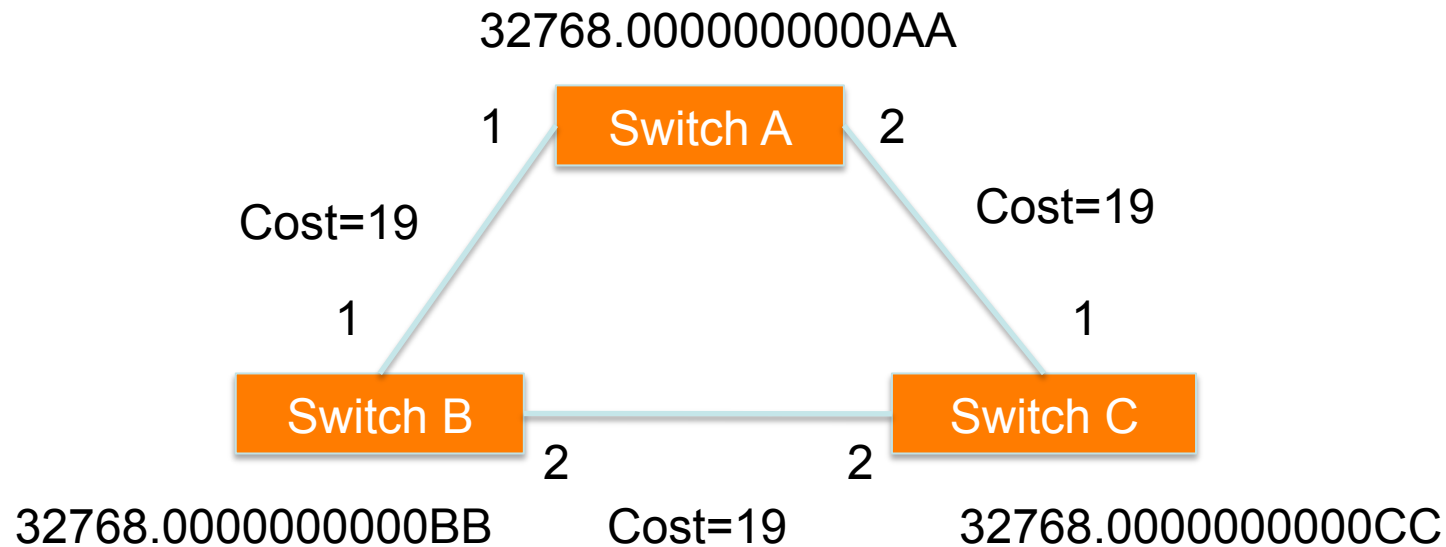 32768.0000000000AA
1 Switch A 2
Cost=19 Cost=19
1 1
Switch B Switch C
2 2
32768.0000000000BB Cost=19 32768.0000000000CC